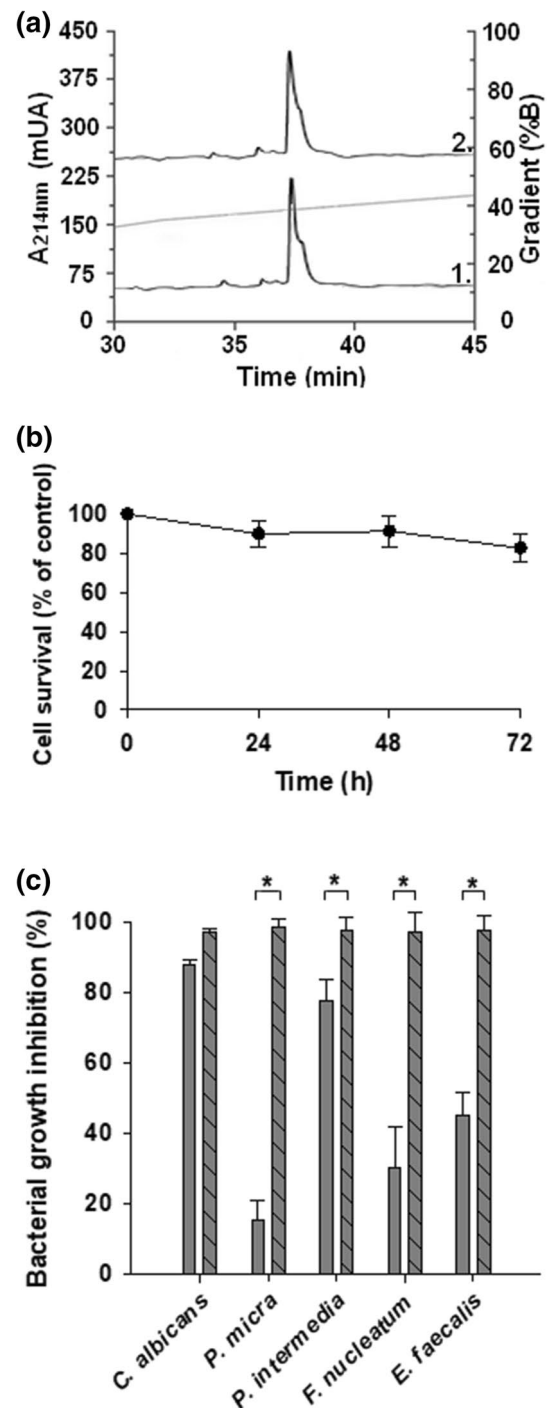 (a)
450
375
300
225
150
75
0
A214nm (mUA)
100
80
60
40
20
0
Gradient (%B)
2.
1.
30
35
40
45
Time (min)
(b)
100
80
60
40
20
0
Cell survival (% of control)
0
24
48
72
Time (h)
(c)
* * * *
100
80
60
40
20
0
Bacterial growth inhibition (%)
C. albicans
P. micra
P. intermedia
F. nucleatum
E. faecalis